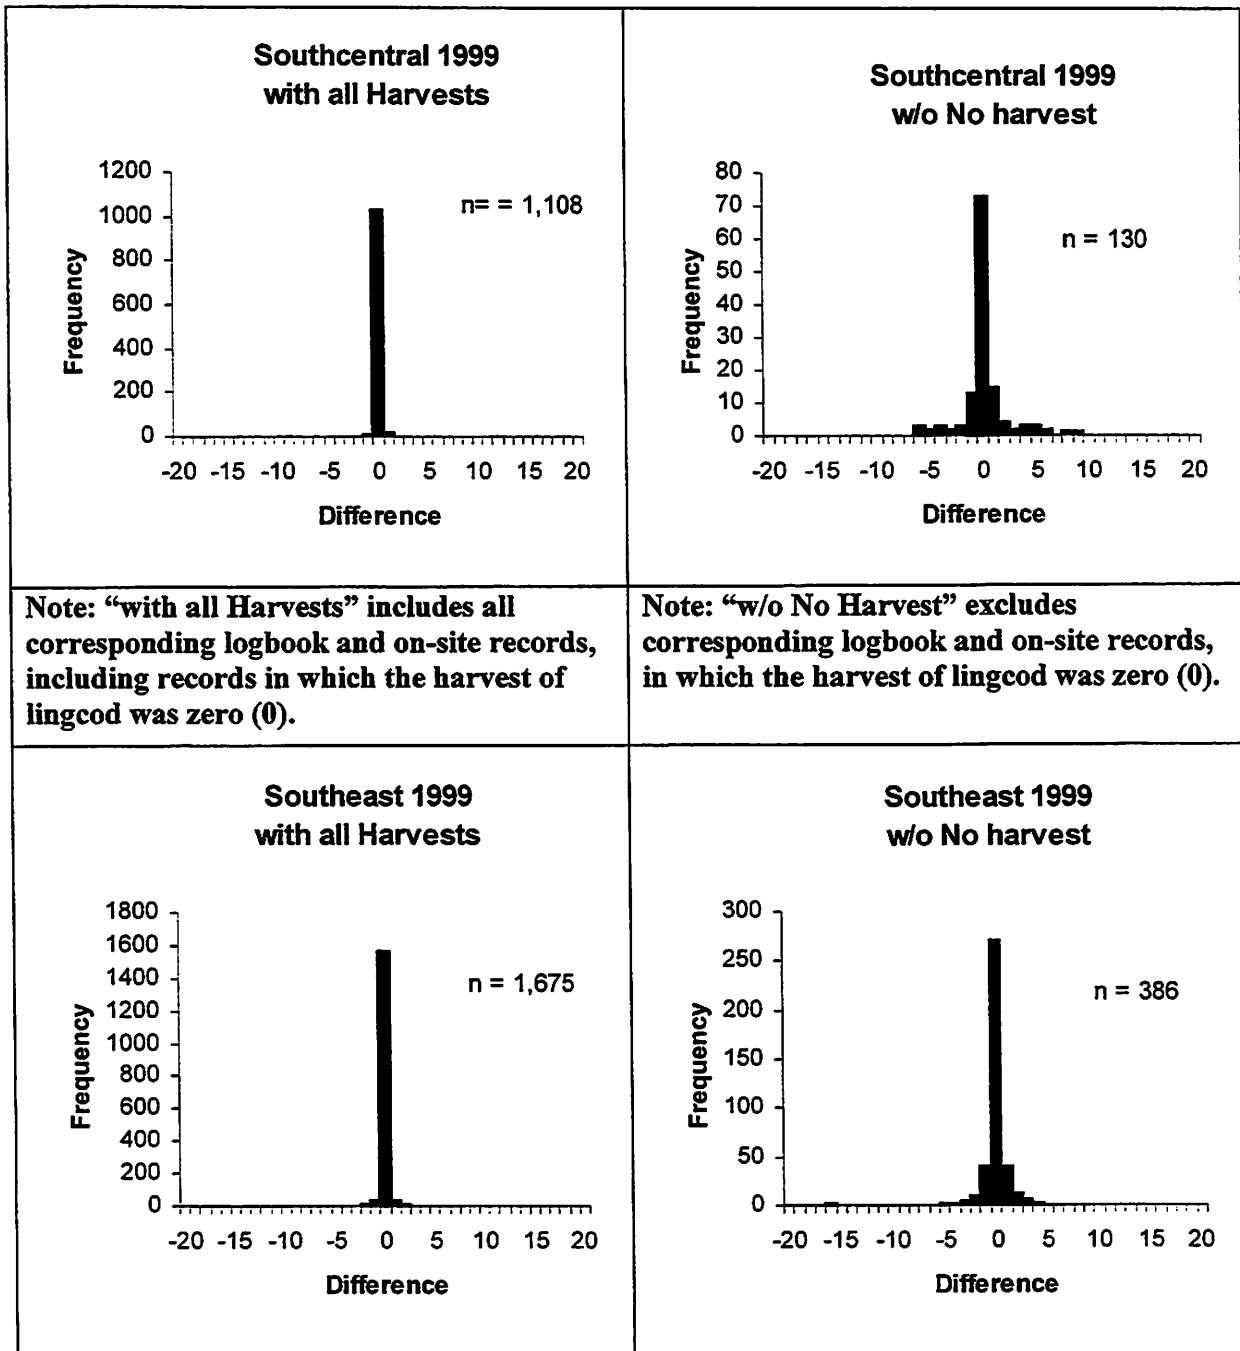 Southcentral 1999
with all Harvests
1200
1000
800
600
400
200
0
Frequency
n= = 1,108
-20 -15 -10 -5 0 5 10 15 20
Difference
Southcentral 1999
w/o No harvest
80
70
60
50
40
30
20
10
0
Frequency
n = 130
-20 -15 -10 -5 0 5 10 15 20
Difference
Note: “with all Harvests” includes all
corresponding logbook and on-site records,
including records in which the harvest of
lingcod was zero (0).
Note: “w/o No Harvest” excludes
corresponding logbook and on-site records,
in which the harvest of lingcod was zero (0).
Southeast 1999
with all Harvests
1800
1600
1400
1200
1000
800
600
400
200
0
Frequency
n = 1,675
-20 -15 -10 -5 0 5 10 15 20
Difference
Southeast 1999
w/o No harvest
300
250
200
150
100
50
0
Frequency
n = 386
-20 -15 -10 -5 0 5 10 15 20
Difference